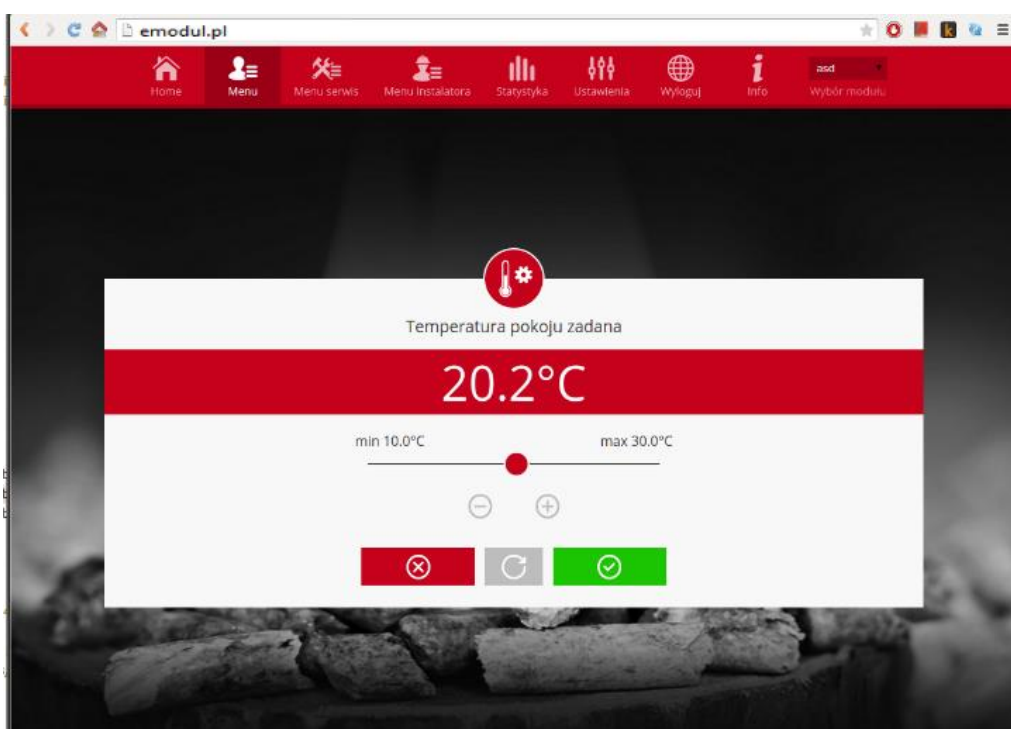 emodul.pl
Home Menu Menu serwis Menu Instalatora Statystyka Ustawienia Wyloguj Info asd
Wybór modułu
Temperatura pokoju zadana
20.2°C
min 10.0°C max 30.0°C